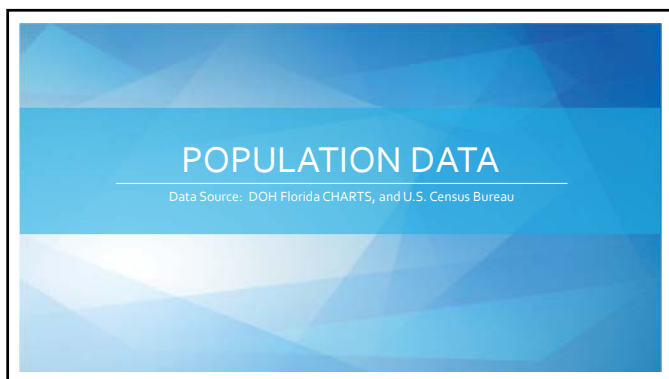 POPULATION DATA
Data Source:  DOH Florida CHARTS, and U.S. Census Bureau